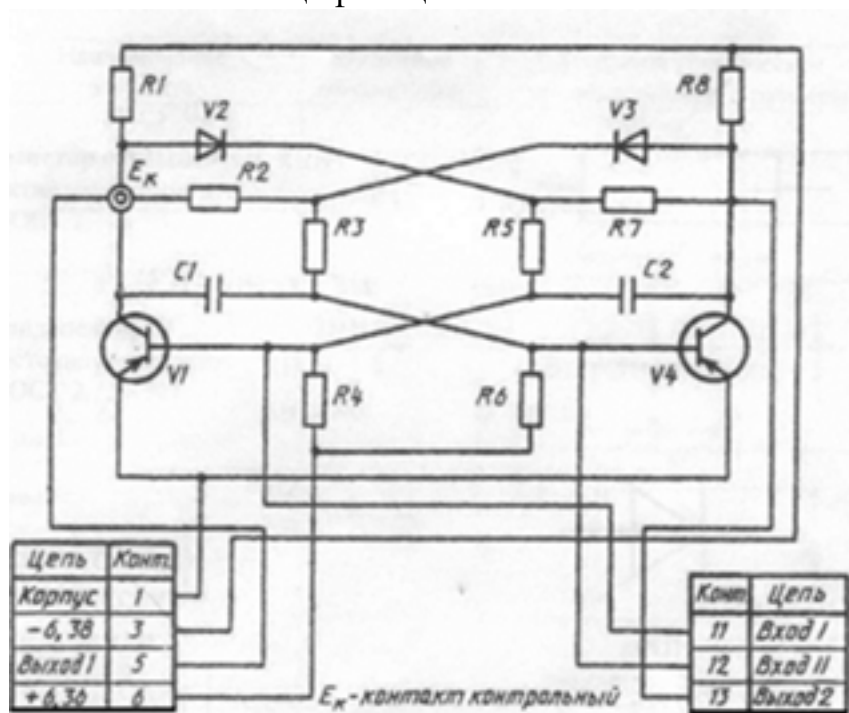 R1
V2
V3
R8
Eк
R2
R3
R5
R7
C1
C2
V1
R4
R6
V4
Цепь Конт.
Корпус 1
-6,3В 3
Выход 1 5
+6,3В 6
Eк-контакт контрольный
Конт Цепь
11 Вход I
12 Вход II
13 Выход 2